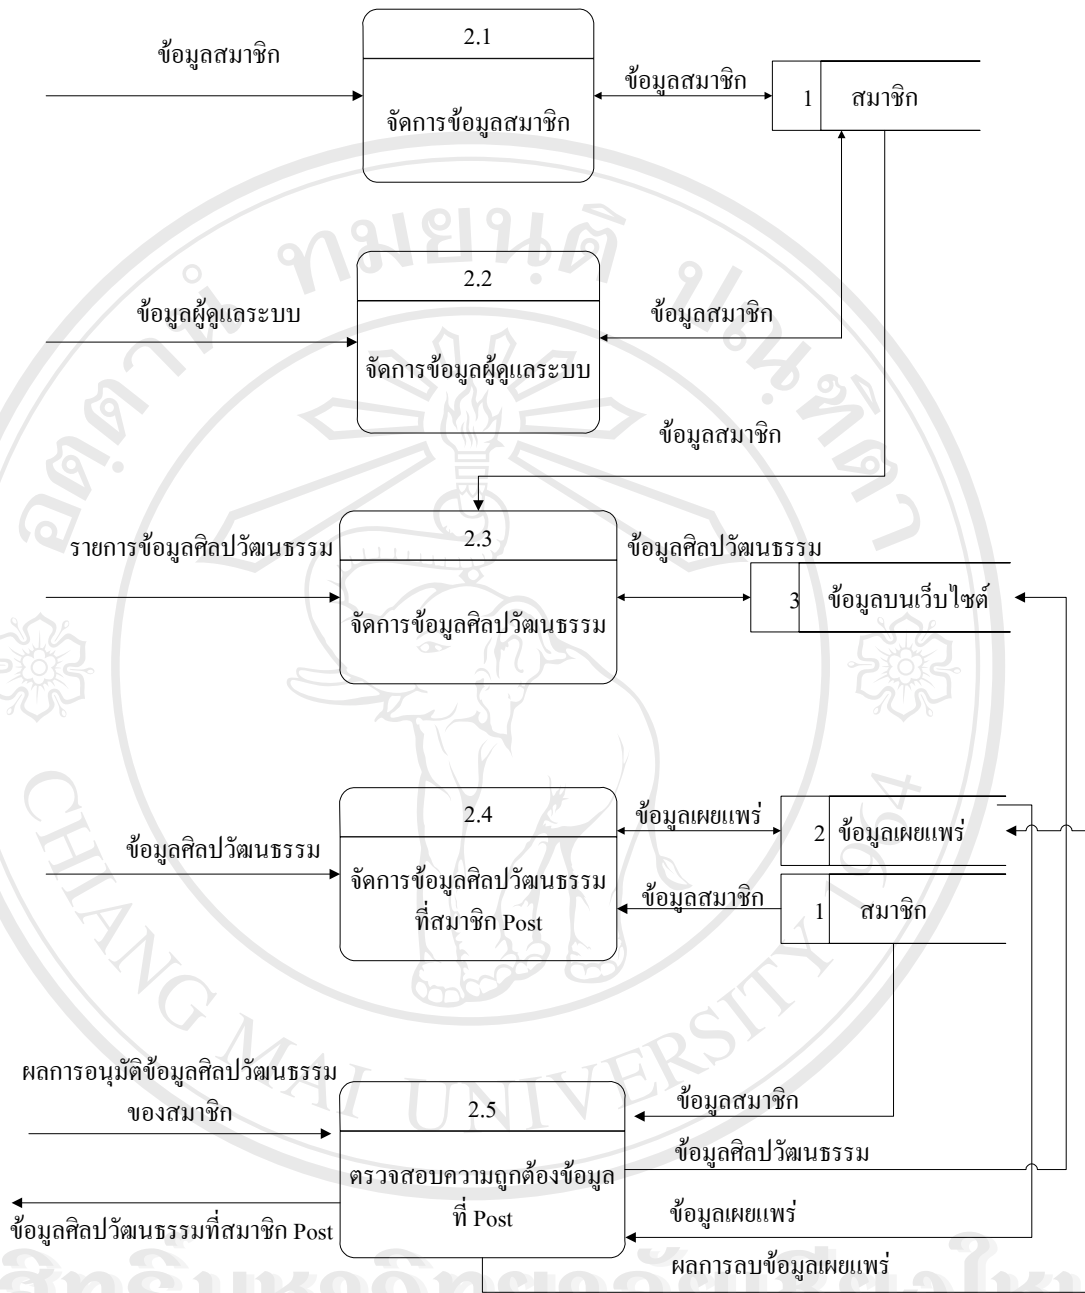 2.1
ข้อมูลสมาชิก
ข้อมูลสมาชิก
1 สมาชิก
จัดการข้อมูลสมาชิก
2.2
ข้อมูลผู้ดูแลระบบ
ข้อมูลสมาชิก
จัดการข้อมูลผู้ดูแลระบบ
ข้อมูลสมาชิก
2.3
รายการข้อมูลศิลปวัฒนธรรม
ข้อมูลศิลปวัฒนธรรม
3 ข้อมูลบนเว็บไซต์
จัดการข้อมูลศิลปวัฒนธรรม
2.4
ข้อมูลเผยแพร่
2 ข้อมูลเผยแพร่
ข้อมูลศิลปวัฒนธรรม
จัดการข้อมูลศิลปวัฒนธรรม
ที่สมาชิก Post
ข้อมูลสมาชิก
1 สมาชิก
ผลการอนุมัติข้อมูลศิลปวัฒนธรรม
ของสมาชิก
2.5
ข้อมูลสมาชิก
ข้อมูลศิลปวัฒนธรรม
ตรวจสอบความถูกต้องข้อมูล
ที่ Post
ข้อมูลเผยแพร่
ข้อมูลศิลปวัฒนธรรมที่สมาชิก Post
ผลการลบข้อมูลเผยแพร่
อตฺตานํ ทมยนฺติ ปณฺฑิตา
CHIANG MAI UNIVERSITY 1964